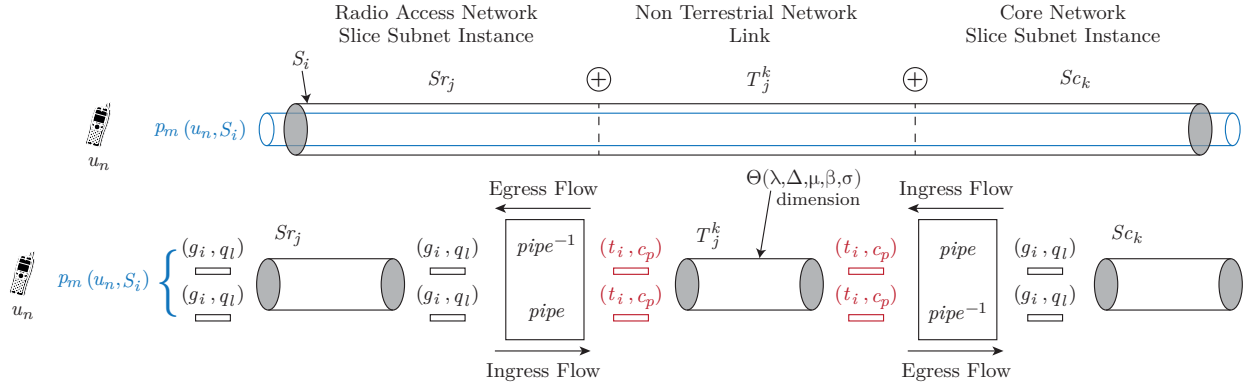 Radio Access Network
Slice Subnet Instance
Non Terrestrial Network
Link
Core Network
Slice Subnet Instance
S_i
Sr_j
⊕
T_j^k
⊕
Sc_k
p_m (u_n, S_i)
u_n
Egress Flow
Θ(λ,Δ,μ,β,σ)
dimension
Ingress Flow
(g_i, q_l)
Sr_j
(g_i, q_l)
pipe^{-1}
(t_i, c_p)
T_j^k
(t_i, c_p)
pipe
(g_i, q_l)
Sc_k
p_m (u_n, S_i)
(g_i, q_l)
(g_i, q_l)
pipe
(t_i, c_p)
(t_i, c_p)
pipe^{-1}
(g_i, q_l)
u_n
Ingress Flow
Egress Flow